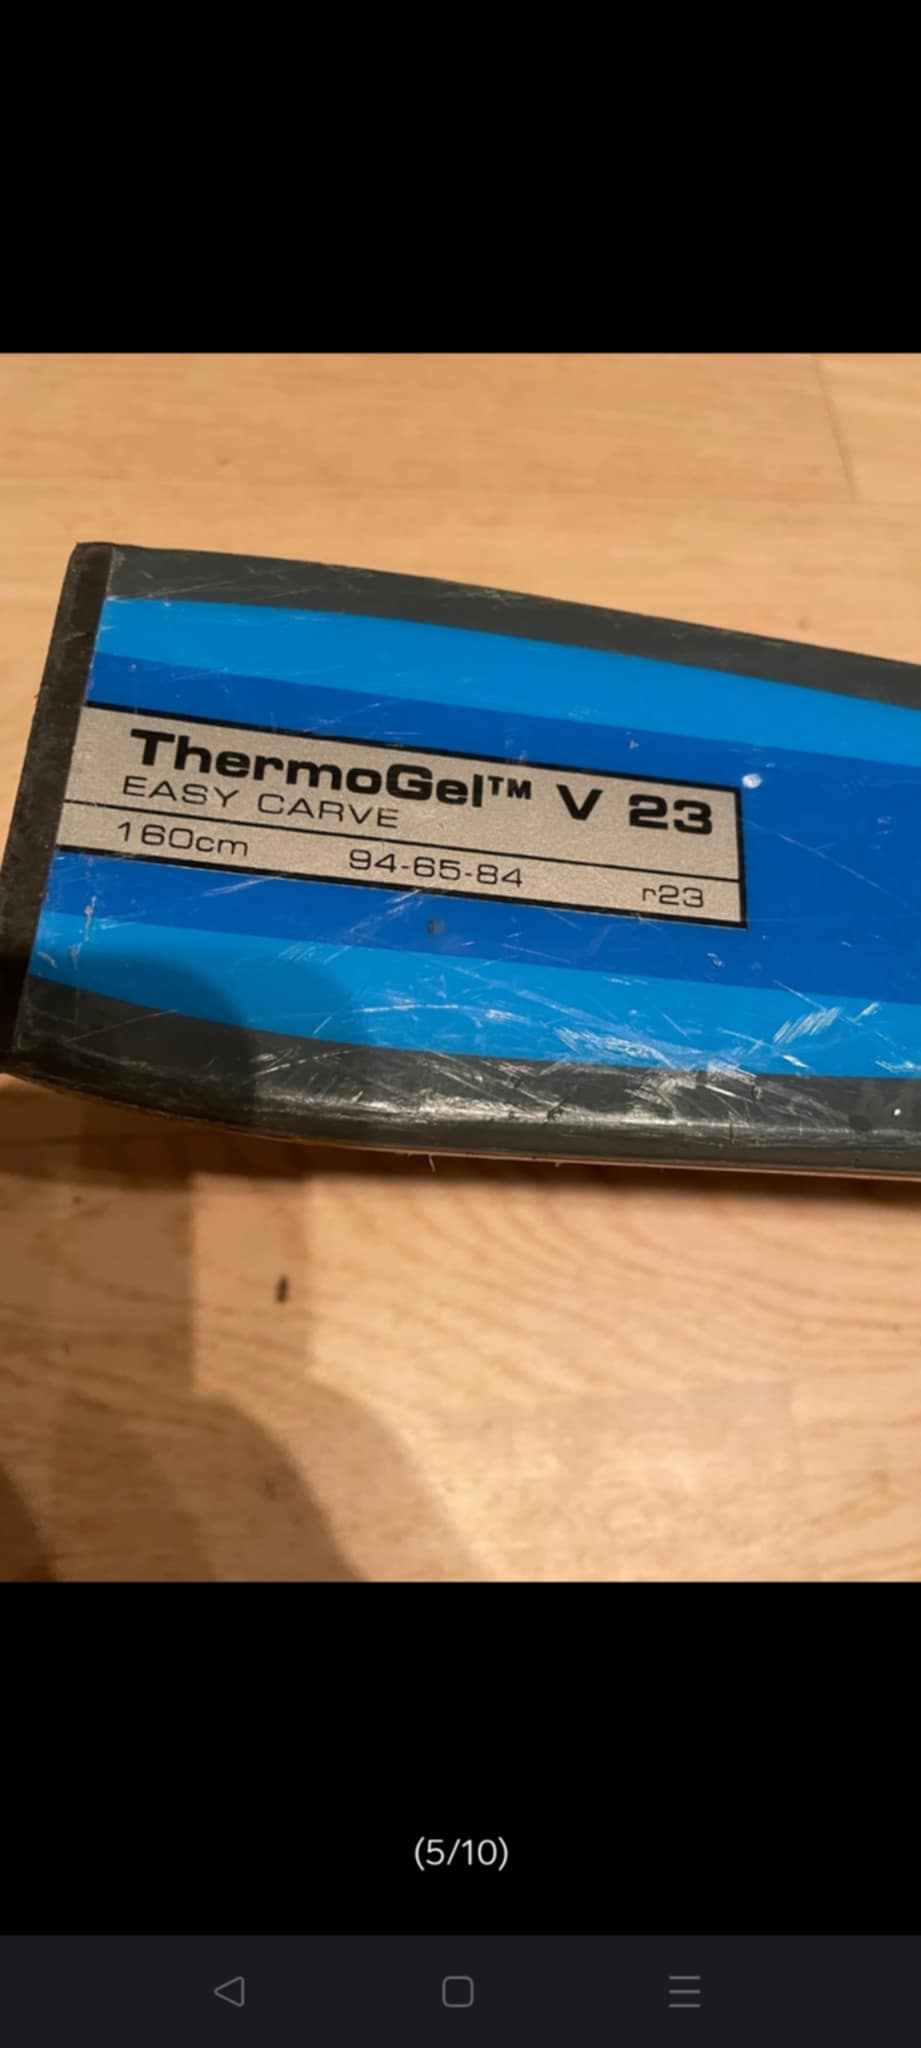 ThermoGel™ V 23
EASY CARVE
160cm 94-65-84 r23
(5/10)